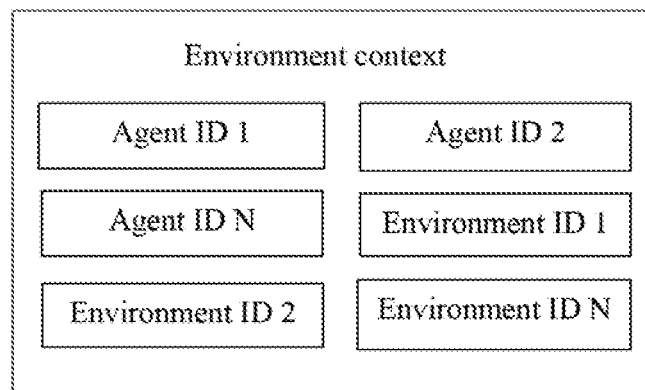 Environment context
Agent ID 1
Agent ID 2
Agent ID N
Environment ID 1
Environment ID 2
Environment ID N